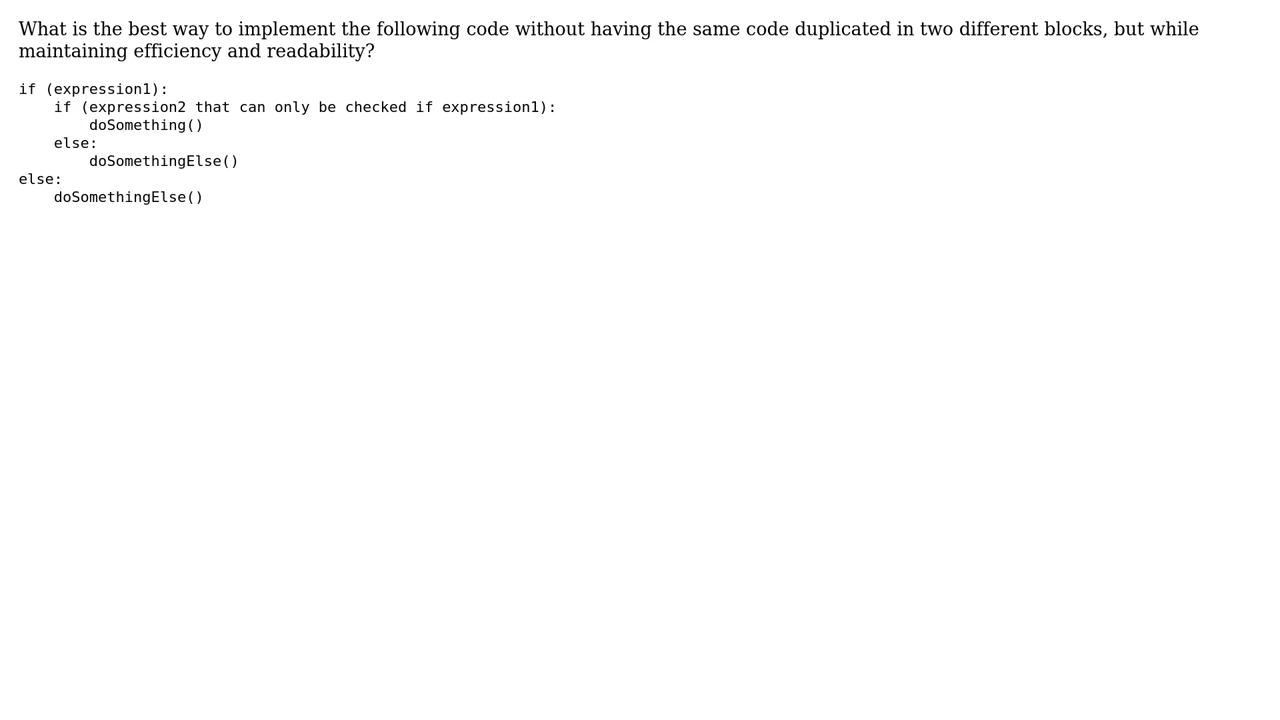 What is the best way to implement the following code without having the same code duplicated in two different blocks, but while
maintaining efficiency and readability?
if (expression1):
    if (expression2 that can only be checked if expression1):
        doSomething()
    else:
        doSomethingElse()
else:
    doSomethingElse()